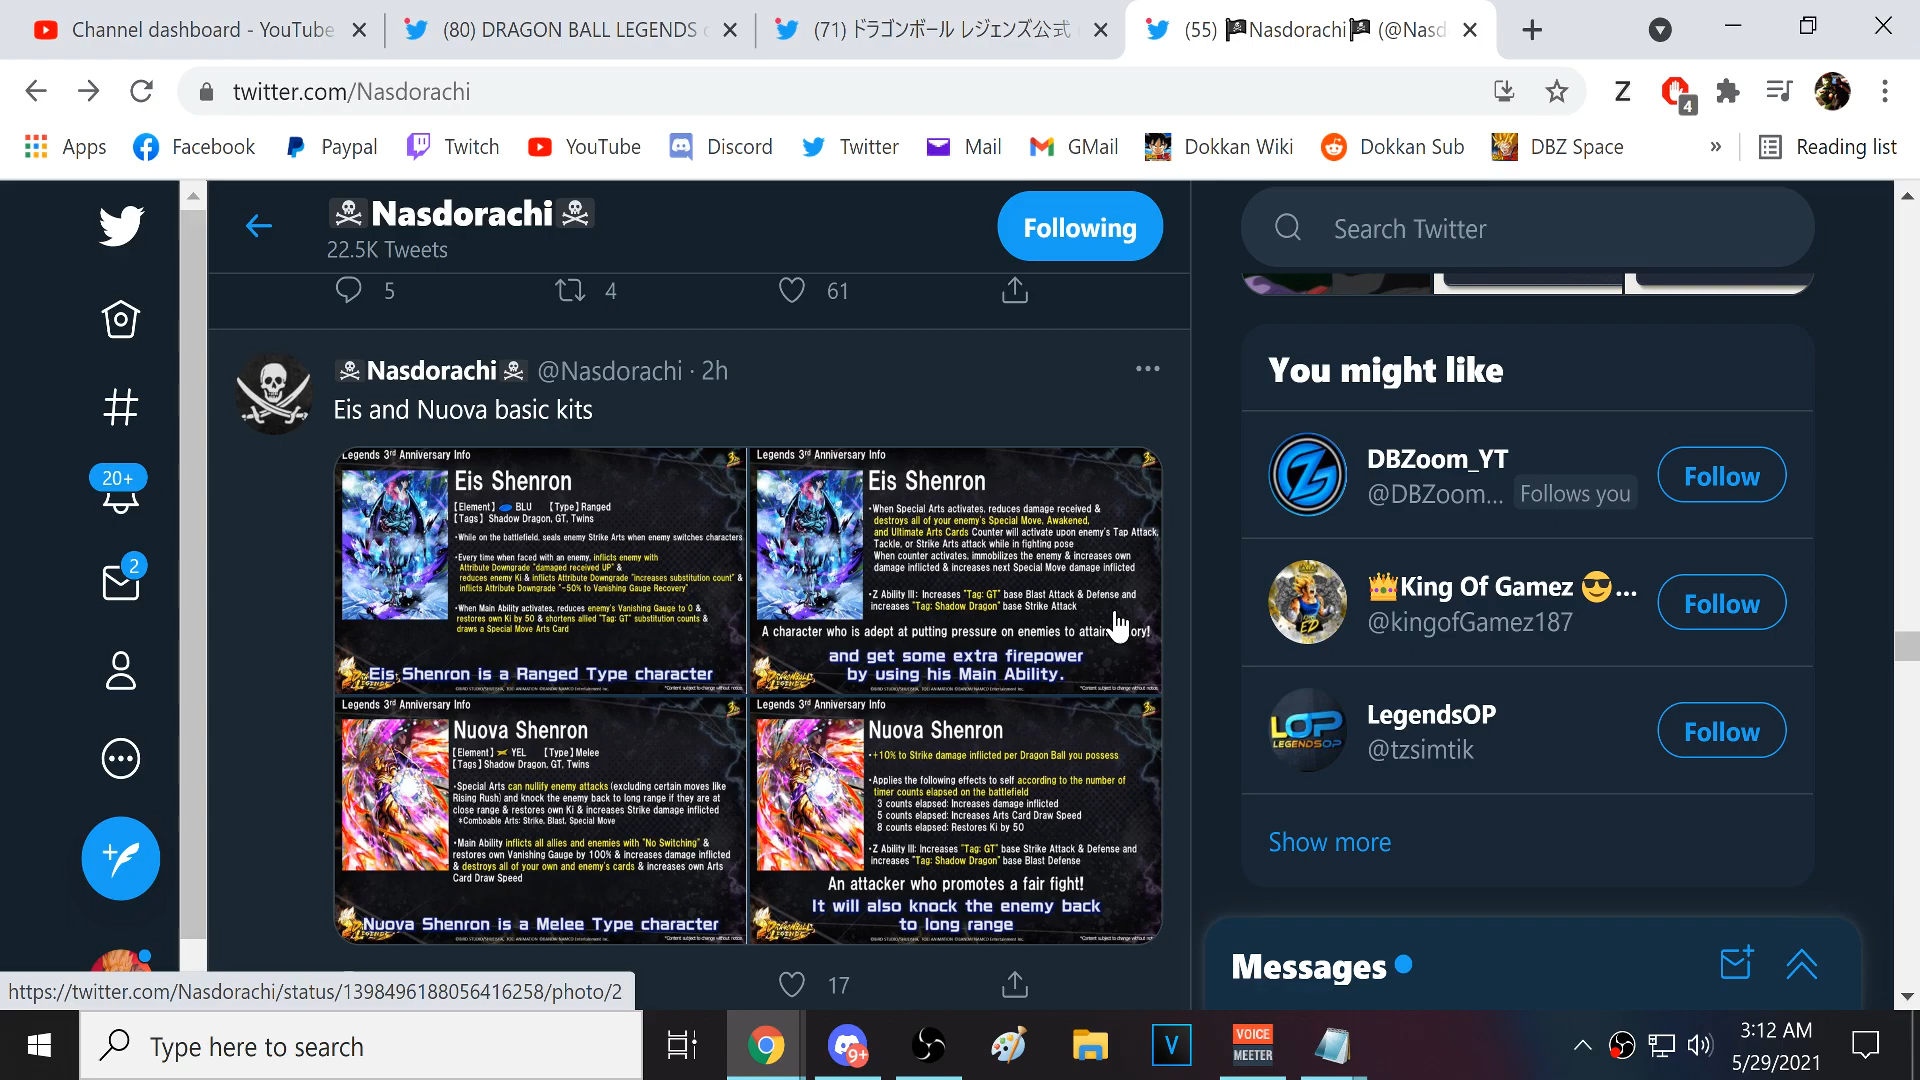 Channel dashboard - YouTube
(80) DRAGON BALL LEGENDS
(71) ドラゴンボール レジェンズ公式
(55) Nasdorachi (@Nasd
twitter.com/Nasdorachi
Z
4
Apps
Facebook
Paypal
Twitch
YouTube
Discord
Twitter
Mail
GMail
Dokkan Wiki
Dokkan Sub
DBZ Space
»
Reading list
Nasdorachi
22.5K Tweets
Following
Search Twitter
5
4
61
20+
2
Nasdorachi @Nasdorachi · 2h
Eis and Nuova basic kits
Legends 3rd Anniversary Info
Eis Shenron
[Element] BLU [Type] Ranged
[Tags] Shadow Dragon, GT, Twins
•While on the battlefield, seals enemy Strike Arts when enemy switches characters
•Every time when faced with an enemy, inflicts enemy with
Attribute Downgrade "damaged received UP" &
reduces enemy Ki & inflicts Attribute Downgrade "increases substitution count" &
inflicts Attribute Downgrade "-50% to Vanishing Gauge Recovery"
•When Main Ability activates, reduces enemy's Vanishing Gauge to 0 &
restores own Ki by 50 & shortens allied "Tag: GT" substitution counts &
draws a Special Move Arts Card
Eis Shenron is a Ranged Type character
Legends 3rd Anniversary Info
Eis Shenron
•When Special Arts activates, reduces damage received &
destroys all of your enemy's Special Move, Awakened,
and Ultimate Arts Cards Counter will activate upon enemy's Tap Attack,
Tackle, or Strike Arts attack while in fighting pose
When counter activates, immobilizes the enemy & increases own
damage inflicted & increases next Special Move damage inflicted
•Z Ability III: Increases "Tag: GT" base Blast Attack & Defense and
increases "Tag: Shadow Dragon" base Strike Attack
A character who is adept at putting pressure on enemies to attain ory!
and get some extra firepower
by using his Main Ability.
Legends 3rd Anniversary Info
Nuova Shenron
[Element] YEL [Type] Melee
[Tags] Shadow Dragon, GT, Twins
•Special Arts can nullify enemy attacks (excluding certain moves like
Rising Rush) and knock the enemy back to long range if they are at
close range & restores own Ki & increases Strike damage inflicted
*Comboable Arts: Strike, Blast, Special Move
•Main Ability inflicts all allies and enemies with "No Switching" &
restores own Vanishing Gauge by 100% & increases damage inflicted
& destroys all of your own and enemy's cards & increases own Arts
Card Draw Speed
Nuova Shenron is a Melee Type character
Legends 3rd Anniversary Info
Nuova Shenron
•+10% to Strike damage inflicted per Dragon Ball you possess
•Applies the following effects to self according to the number of
timer counts elapsed on the battlefield
3 counts elapsed: Increases damage inflicted
5 counts elapsed: Increases Arts Card Draw Speed
8 counts elapsed: Restores Ki by 50
•Z Ability III: Increases "Tag: GT" base Strike Attack & Defense and
increases "Tag: Shadow Dragon" base Blast Defense
An attacker who promotes a fair fight!
It will also knock the enemy back
to long range
17
You might like
DBZoom_YT
@DBZoom... Follows you
Follow
King Of Gamez ...
@kingofGamez187
Follow
LOP
LEGENDSOP
LegendsOP
@tzsimtik
Follow
Show more
Messages
https://twitter.com/Nasdorachi/status/1398496188056416258/photo/2
Type here to search
9+
V
VOICE
MEETER
3:12 AM
5/29/2021